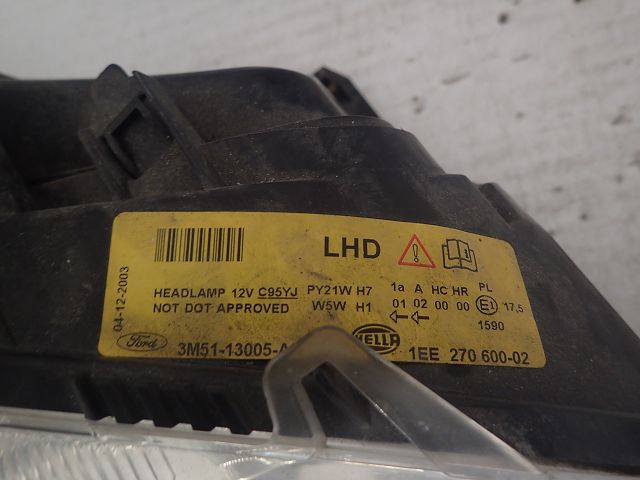 LHD
HEADLAMP 12V C95YJ PY21W H7 1a A HC HR PL
NOT DOT APPROVED W5W H1 01 02 00 00 E1 17,5
1590
Ford 3M51-13005-A HELLA 1EE 270 600-02
04-12-2003